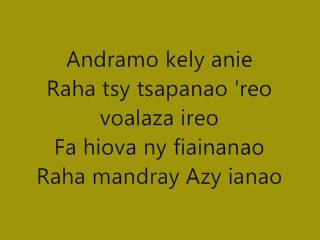 Andramo kely anie
Raha tsy tsapanao 'reo
voalaza ireo
Fa hiova ny fiainanao
Raha mandray Azy ianao